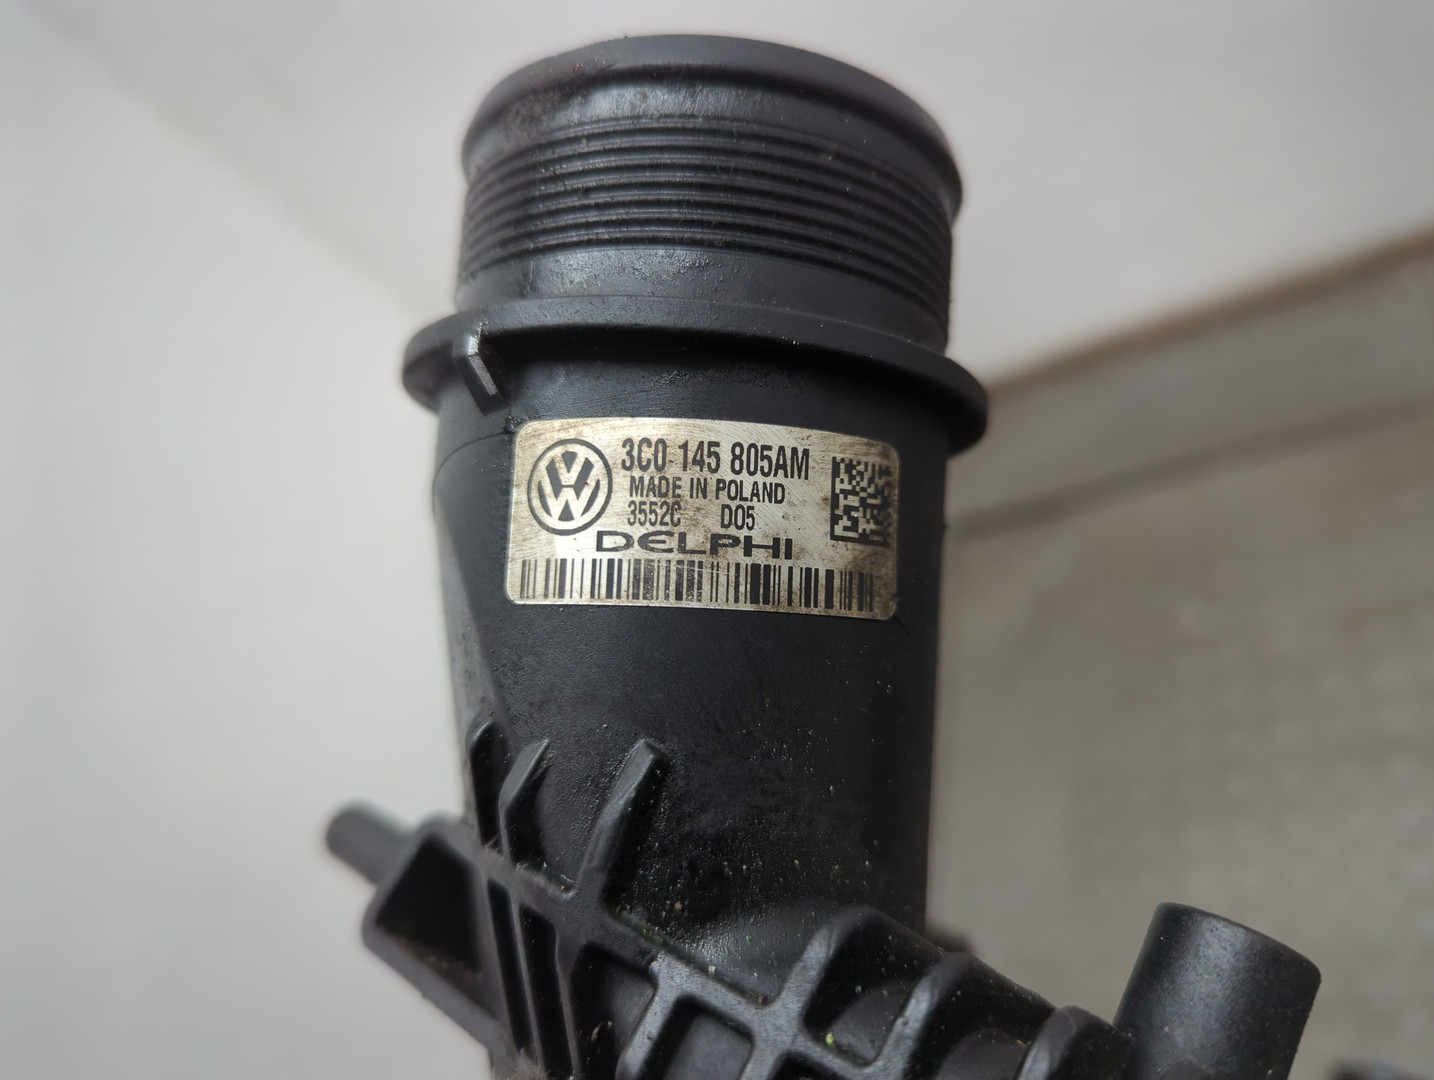 3C0 145 805AM
MADE IN POLAND
3552C D05
DELPHI